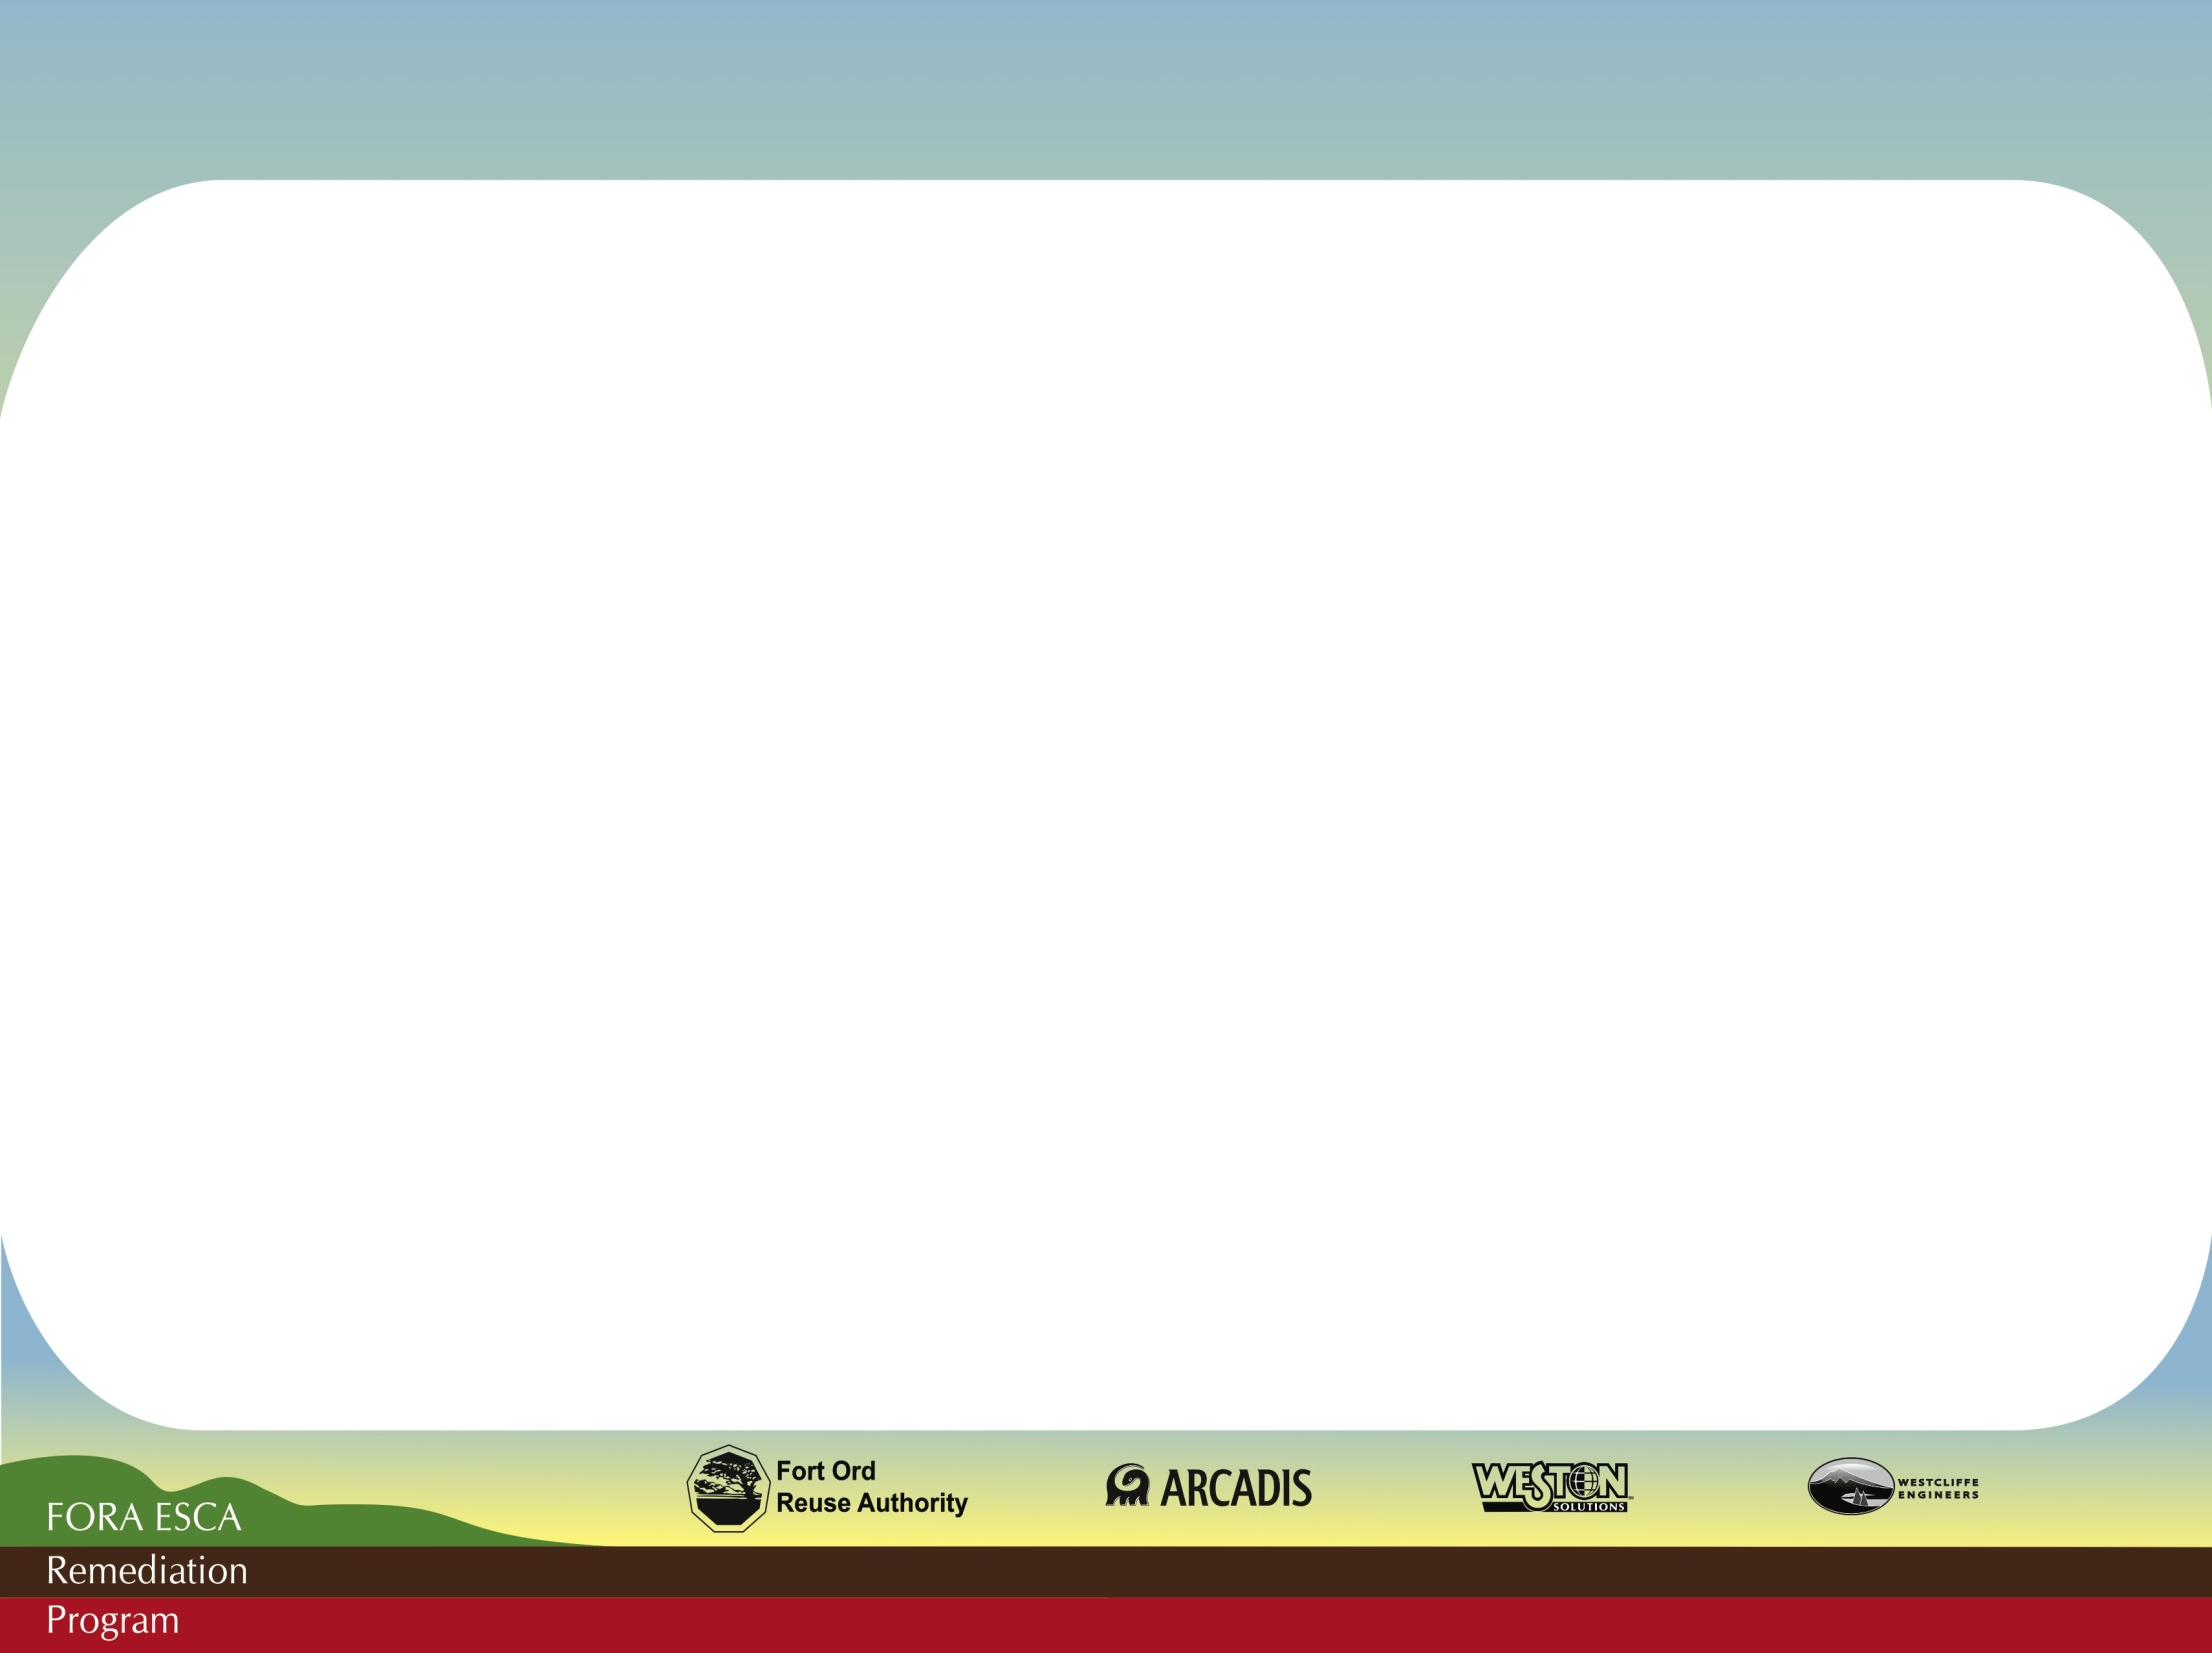 Fort Ord
Reuse Authority
ARCADIS
WESTON
SOLUTIONS
WESTCLIFFE
ENGINEERS
FORA ESCA
Remediation
Program